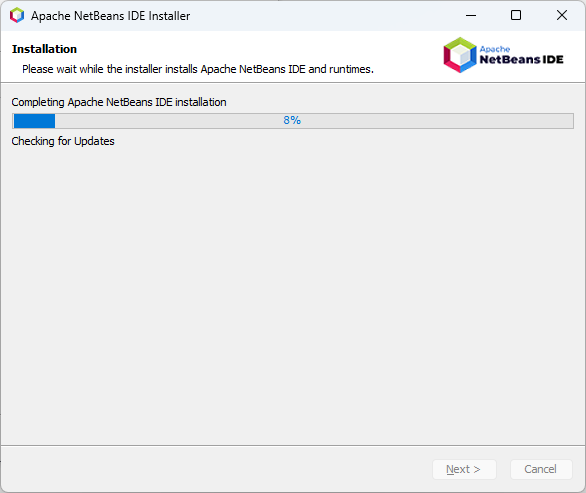 Apache NetBeans IDE Installer
Installation
Please wait while the installer installs Apache NetBeans IDE and runtimes.
Apache
NetBeans IDE
Completing Apache NetBeans IDE installation
8%
Checking for Updates
Next >
Cancel